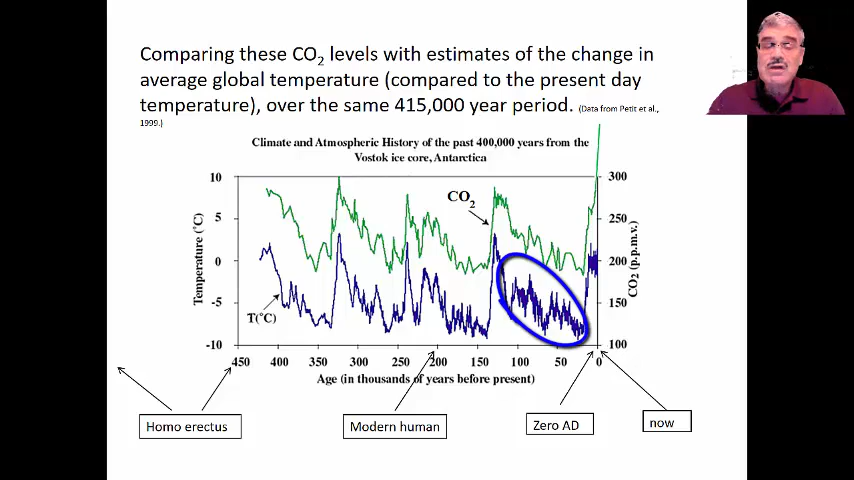 Comparing these CO2 levels with estimates of the change in
average global temperature (compared to the present day
temperature), over the same 415,000 year period. (Data from Petit et al.,
1999.)
Climate and Atmospheric History of the past 400,000 years from the
Vostok ice core, Antarctica
10
5
0
-5
-10
Temperature (°C)
CO2
T(°C)
300
250
200
150
100
CO2 (p.p.m.v.)
450 400 350 300 250 200 150 100 50 0
Age (in thousands of years before present)
Homo erectus
Modern human
Zero AD
now